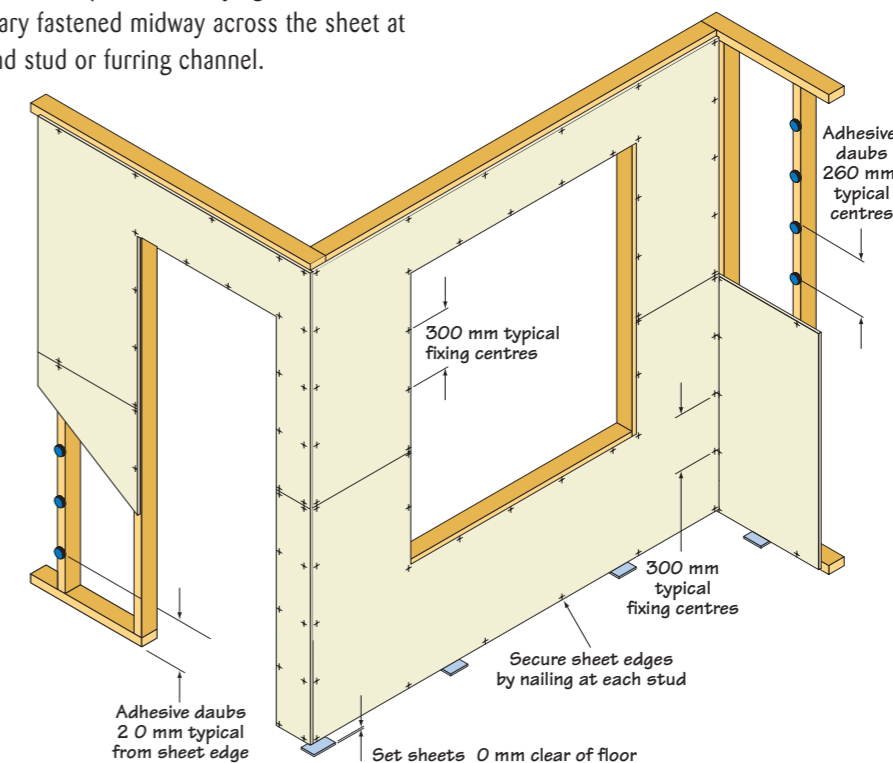 ary fastened midway across the sheet at
nd stud or furring channel.
Adhesive
daubs
260 mm
typical
centres
300 mm typical
fixing centres
300 mm
typical
fixing centres
Secure sheet edges
by nailing at each stud
Adhesive daubs
2 0 mm typical
from sheet edge
Set sheets 0 mm clear of floor